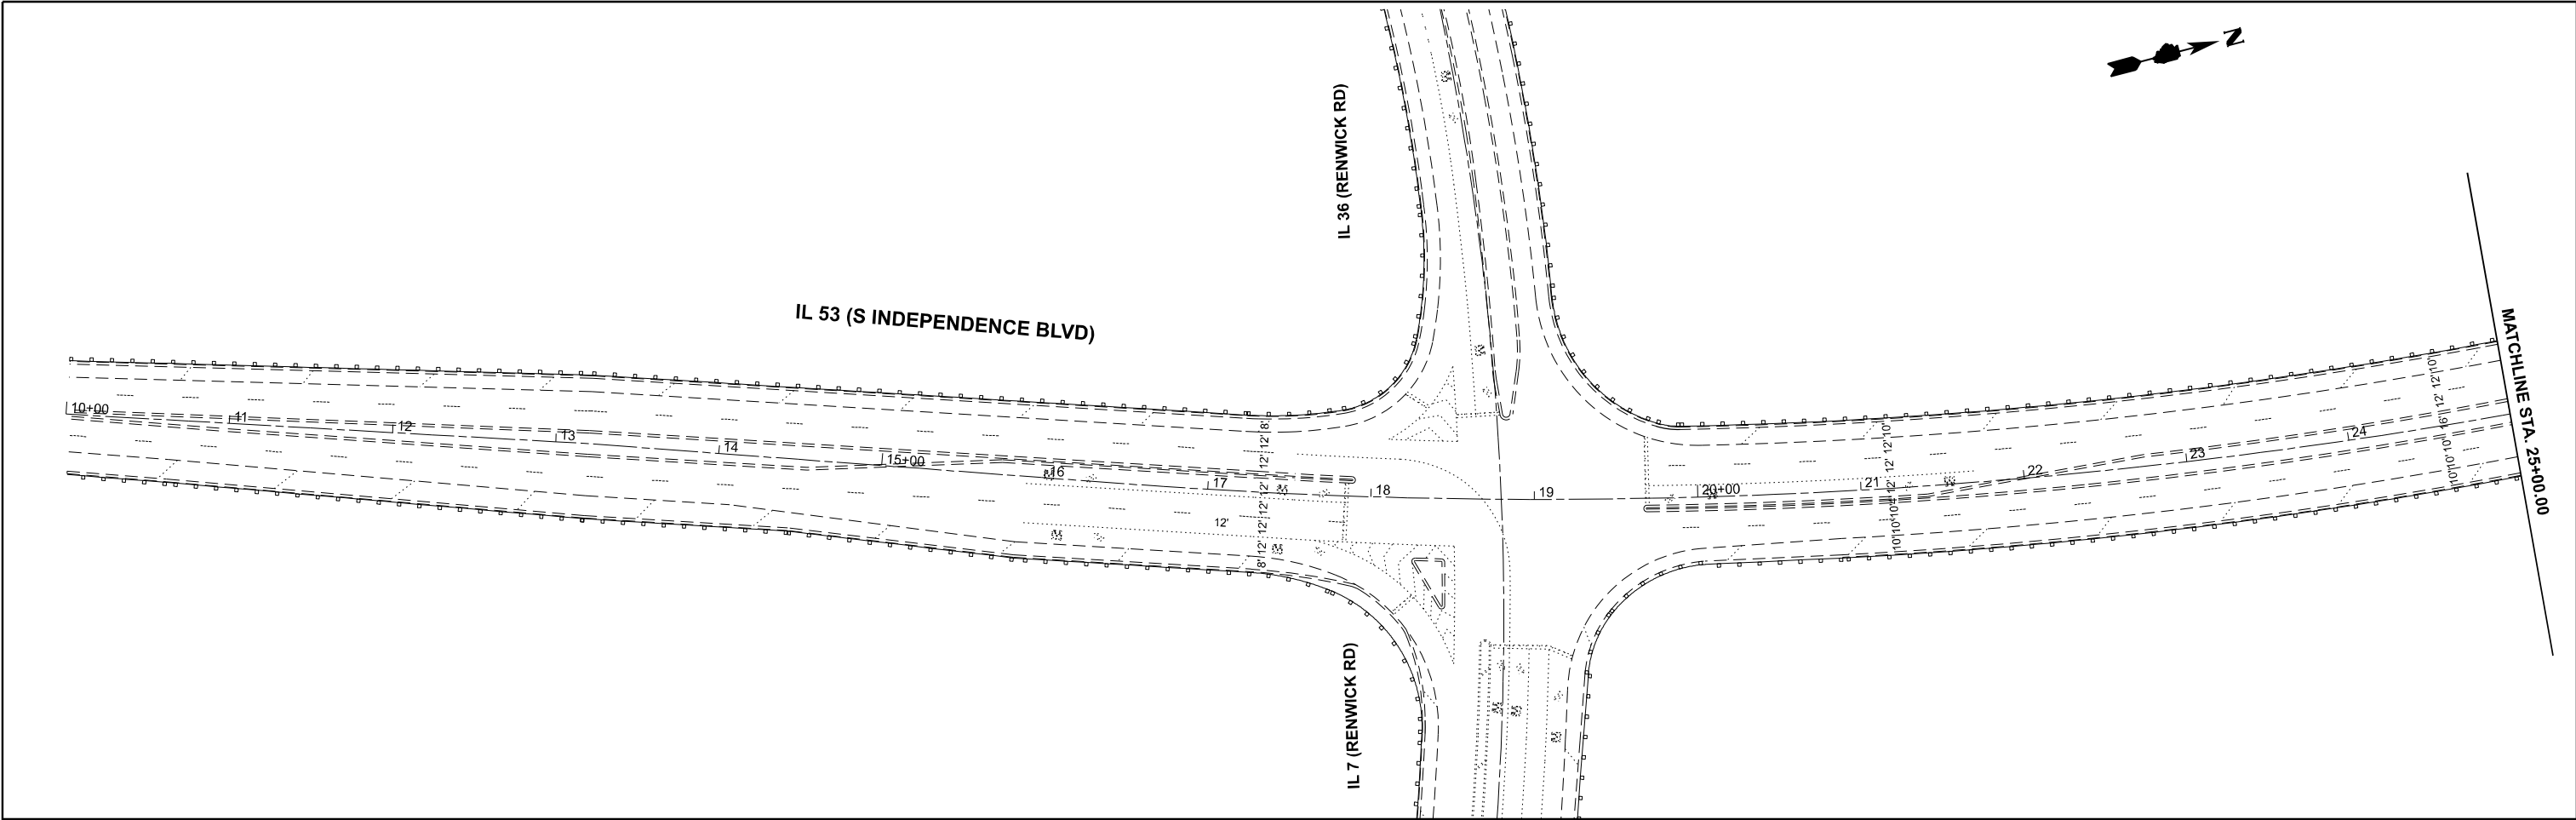 N
IL 36 (RENWICK RD)
IL 53 (S INDEPENDENCE BLVD)
MATCHLINE STA. 25+00.00
10+00
11
12
13
14
15+00
16
17
18
19
20+00
21
22
23
24
8' 12' 12' 12' 12' 12' 12' 8'
12'
10' 10' 10' 12' 12' 12' 10'
10' 10' 10' 16' 12' 12' 10'
IL 7 (RENWICK RD)